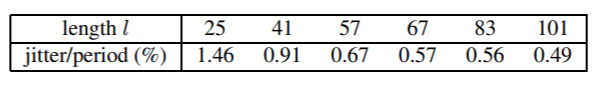 length l 25 41 57 67 83 101
jitter/period (%) 1.46 0.91 0.67 0.57 0.56 0.49